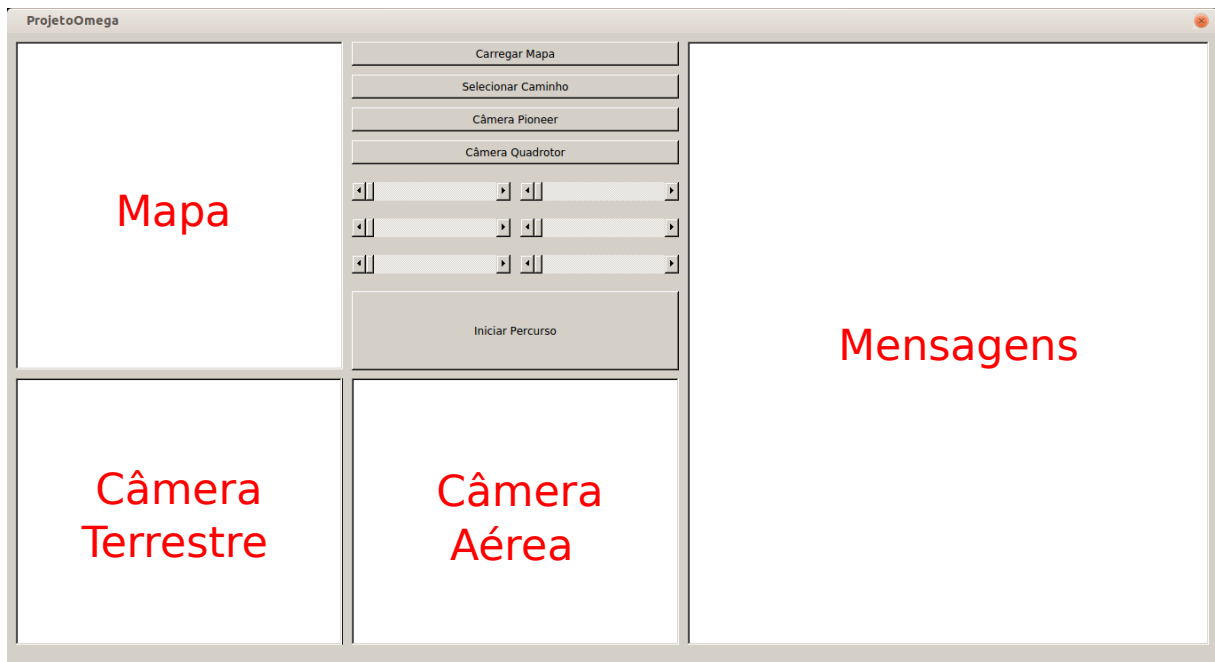 ProjetoOmega
Carregar Mapa
Selecionar Caminho
Câmera Pioneer
Câmera Quadrotor
Mapa
Iniciar Percurso
Mensagens
Câmera
Terrestre
Câmera
Aérea